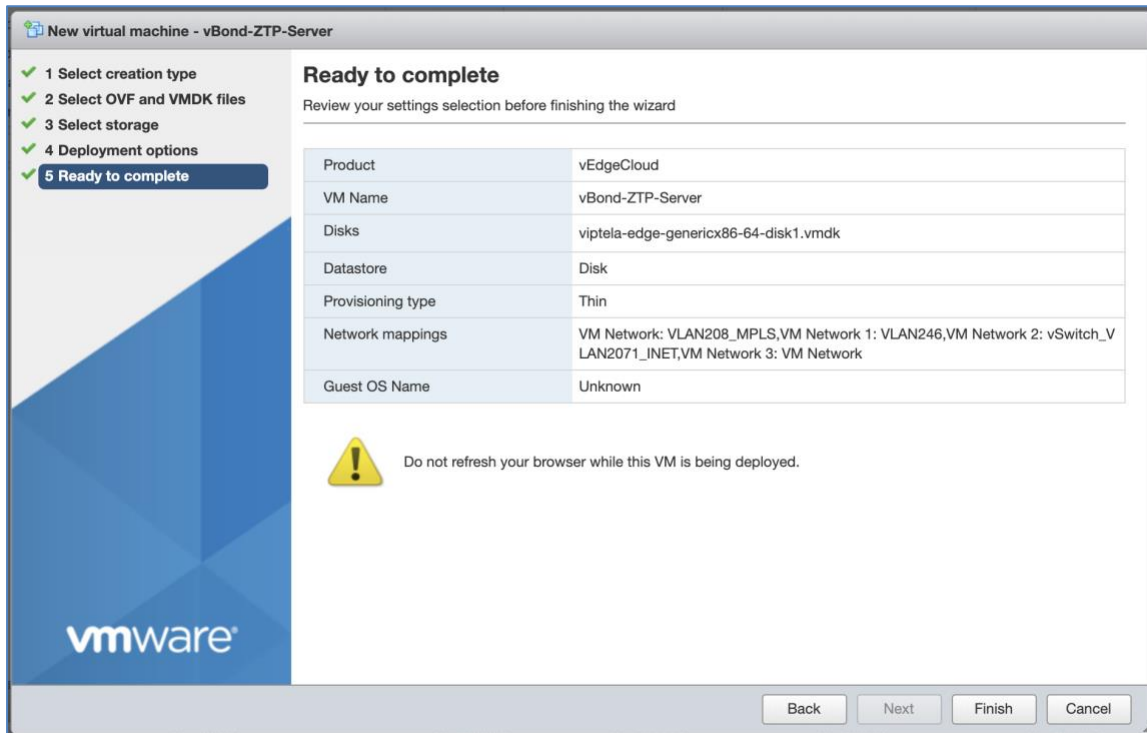 New virtual machine - vBond-ZTP-Server
1 Select creation type
2 Select OVF and VMDK files
3 Select storage
4 Deployment options
5 Ready to complete
Ready to complete
Review your settings selection before finishing the wizard
Product vEdgeCloud
VM Name vBond-ZTP-Server
Disks viptela-edge-genericx86-64-disk1.vmdk
Datastore Disk
Provisioning type Thin
Network mappings VM Network: VLAN208_MPLS,VM Network 1: VLAN246,VM Network 2: vSwitch_V
LAN2071_INET,VM Network 3: VM Network
Guest OS Name Unknown
Do not refresh your browser while this VM is being deployed.
vmware®
Back Next Finish Cancel